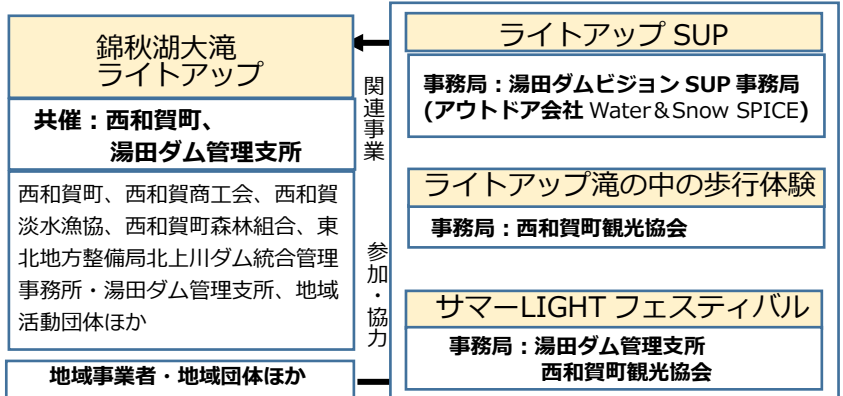 錦秋湖大滝
ライトアップ
共催：西和賀町、
湯田ダム管理支所
西和賀町、西和賀商工会、西和賀
淡水漁協、西和賀町森林組合、東
北地方整備局北上川ダム統合管理
事務所・湯田ダム管理支所、地域
活動団体ほか
地域事業者・地域団体ほか
関連事業
参加・協力
ライトアップ SUP
事務局：湯田ダムビジョン SUP 事務局
(アウトドア会社 Water＆Snow SPICE)
ライトアップ滝の中の歩行体験
事務局：西和賀町観光協会
サマーLIGHT フェスティバル
事務局：湯田ダム管理支所
西和賀町観光協会